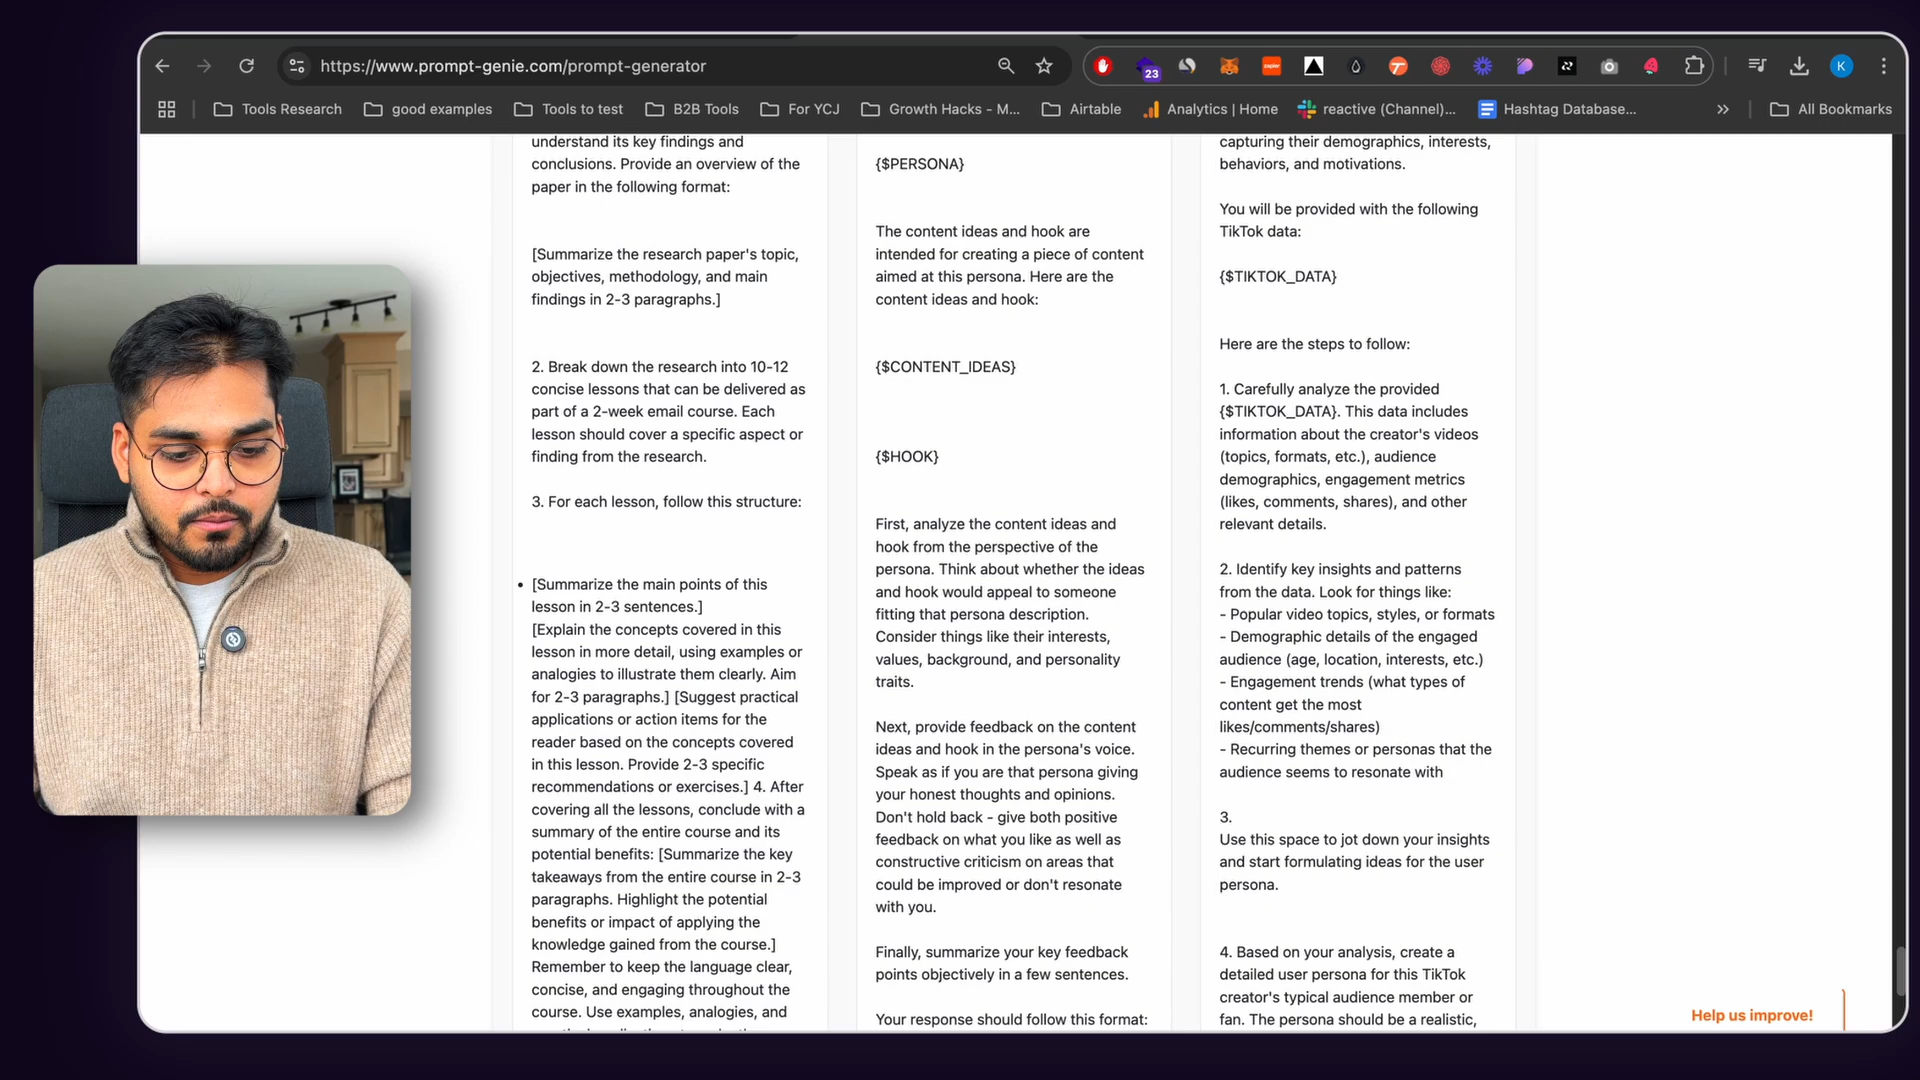 https://www.prompt-genie.com/prompt-generator
23
K
Tools Research
good examples
Tools to test
B2B Tools
For YCJ
Growth Hacks - M...
Airtable
Analytics | Home
reactive (Channel)...
Hashtag Database...
»
All Bookmarks
understand its key findings and
conclusions. Provide an overview of the
paper in the following format:
[Summarize the research paper's topic,
objectives, methodology, and main
findings in 2-3 paragraphs.]
2. Break down the research into 10-12
concise lessons that can be delivered as
part of a 2-week email course. Each
lesson should cover a specific aspect or
finding from the research.
3. For each lesson, follow this structure:
• [Summarize the main points of this
lesson in 2-3 sentences.]
[Explain the concepts covered in this
lesson in more detail, using examples or
analogies to illustrate them clearly. Aim
for 2-3 paragraphs.] [Suggest practical
applications or action items for the
reader based on the concepts covered
in this lesson. Provide 2-3 specific
recommendations or exercises.] 4. After
covering all the lessons, conclude with a
summary of the entire course and its
potential benefits: [Summarize the key
takeaways from the entire course in 2-3
paragraphs. Highlight the potential
benefits or impact of applying the
knowledge gained from the course.]
Remember to keep the language clear,
concise, and engaging throughout the
course. Use examples, analogies, and
{$PERSONA}
The content ideas and hook are
intended for creating a piece of content
aimed at this persona. Here are the
content ideas and hook:
{$CONTENT_IDEAS}
{$HOOK}
First, analyze the content ideas and
hook from the perspective of the
persona. Think about whether the ideas
and hook would appeal to someone
fitting that persona description.
Consider things like their interests,
values, background, and personality
traits.
Next, provide feedback on the content
ideas and hook in the persona's voice.
Speak as if you are that persona giving
your honest thoughts and opinions.
Don't hold back - give both positive
feedback on what you like as well as
constructive criticism on areas that
could be improved or don't resonate
with you.
Finally, summarize your key feedback
points objectively in a few sentences.
Your response should follow this format:
capturing their demographics, interests,
behaviors, and motivations.
You will be provided with the following
TikTok data:
{$TIKTOK_DATA}
Here are the steps to follow:
1. Carefully analyze the provided
{$TIKTOK_DATA}. This data includes
information about the creator's videos
(topics, formats, etc.), audience
demographics, engagement metrics
(likes, comments, shares), and other
relevant details.
2. Identify key insights and patterns
from the data. Look for things like:
- Popular video topics, styles, or formats
- Demographic details of the engaged
audience (age, location, interests, etc.)
- Engagement trends (what types of
content get the most
likes/comments/shares)
- Recurring themes or personas that the
audience seems to resonate with
3.
Use this space to jot down your insights
and start formulating ideas for the user
persona.
4. Based on your analysis, create a
detailed user persona for this TikTok
creator's typical audience member or
fan. The persona should be a realistic,
Help us improve!